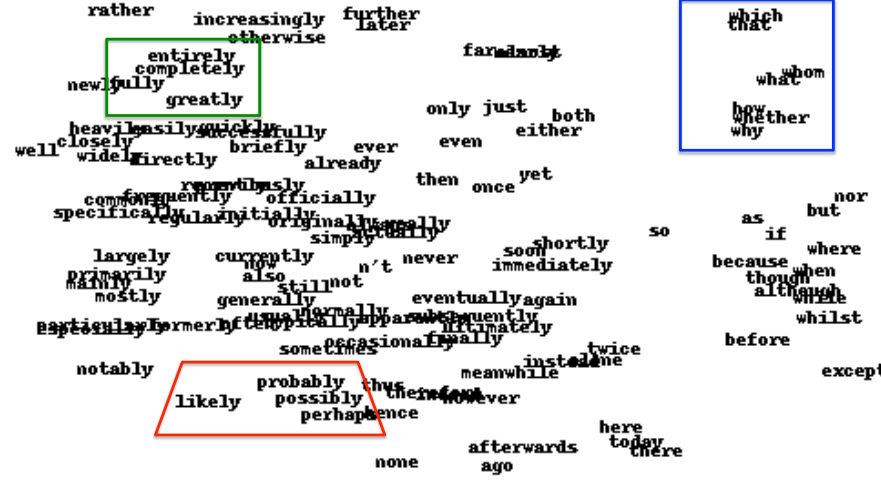 rather
increasingly
further
later
otherwise
which
that
entirely
completely
newly
fully
greatly
far
nearly
whom
what
how
whether
why
only
just
both
either
even
ever
heavily
easily
quickly
successfully
well
closely
widely
directly
briefly
already
then
once
yet
commonly
frequently
previously
officially
specifically
regularly
initially
originally
actually
simply
nor
but
as
so
if
where
because
when
though
although
while
whilst
before
except
largely
currently
now
primarily
mainly
also
still
not
n't
never
soon
shortly
immediately
mostly
generally
usually
normally
eventually
again
particularly
especially
formerly
often
typically
apparently
subsequently
ultimately
occasionally
finally
sometimes
notably
probably
likely
possibly
perhaps
thus
hence
meanwhile
instead
alone
twice
however
here
today
there
afterwards
ago
none